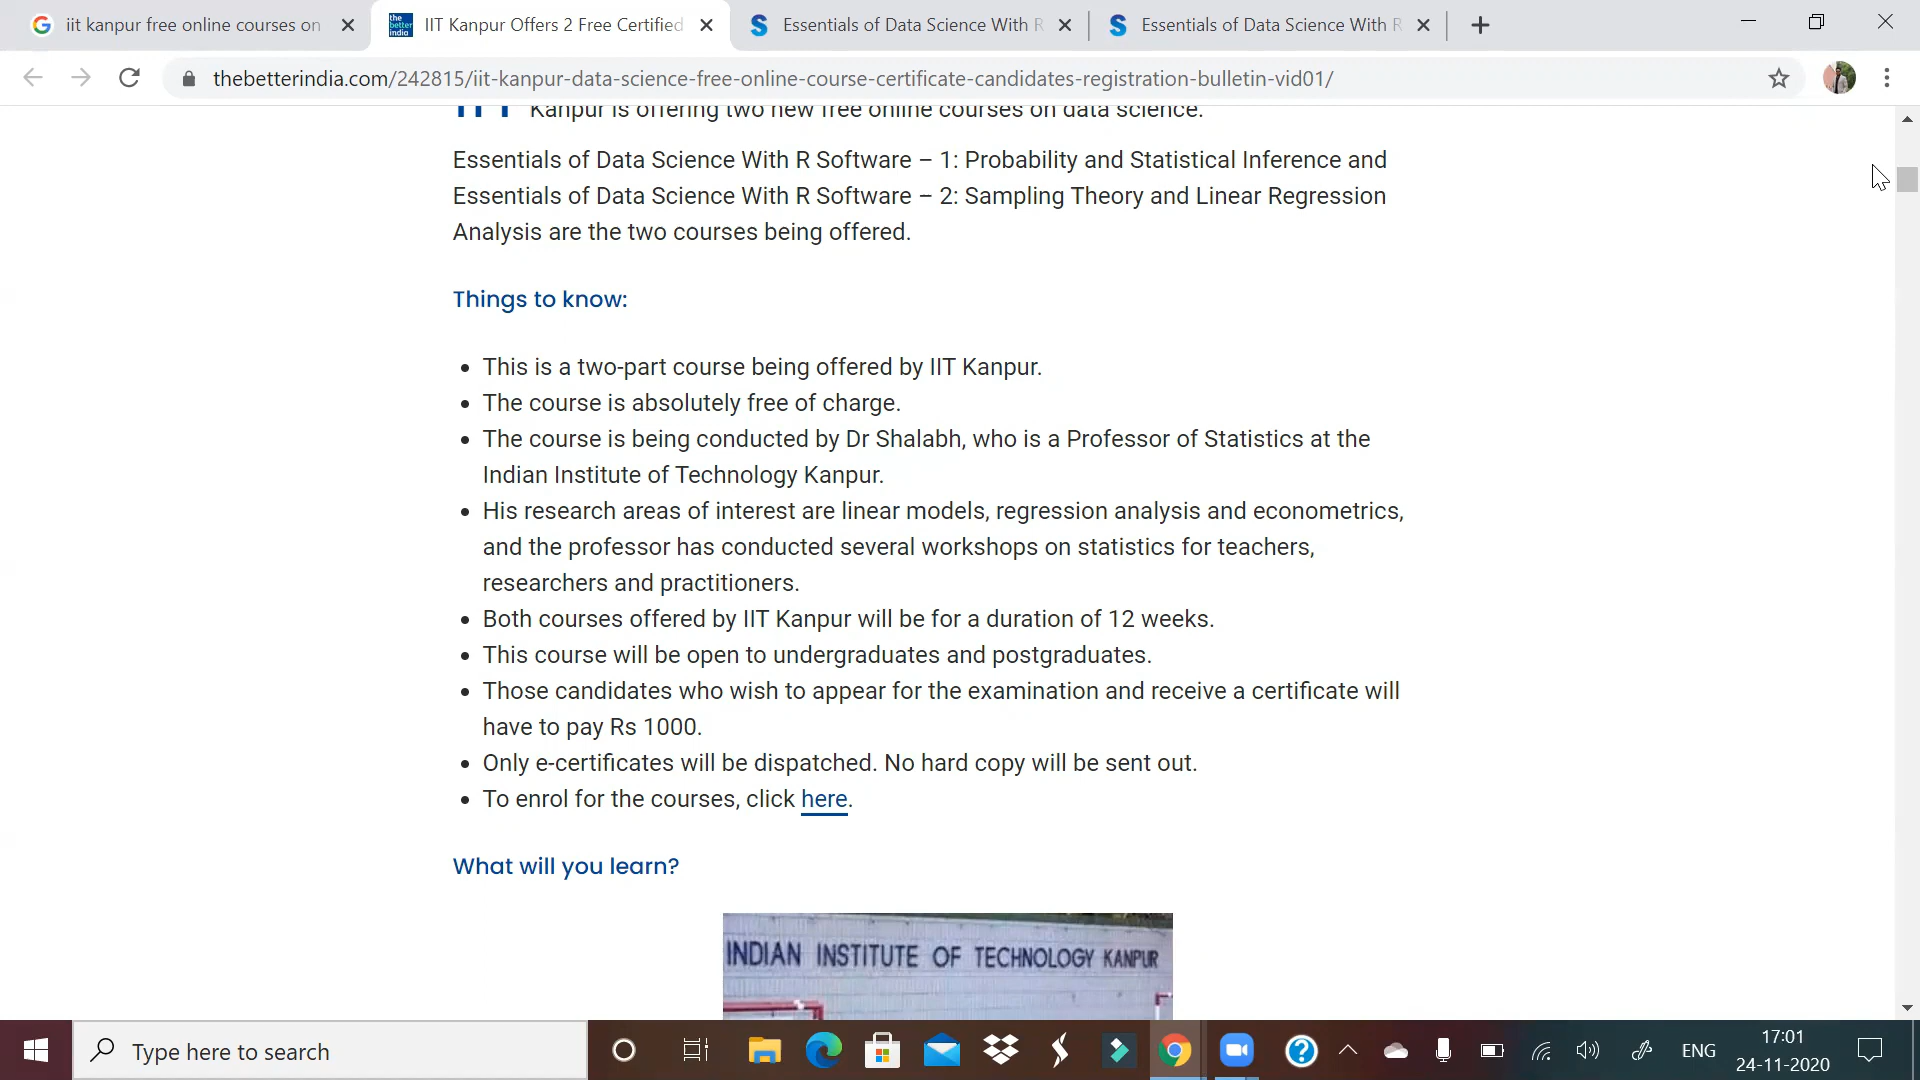 iit kanpur free online courses on
IIT Kanpur Offers 2 Free Certified
Essentials of Data Science With R
Essentials of Data Science With R
thebetterindia.com/242815/iit-kanpur-data-science-free-online-course-certificate-candidates-registration-bulletin-vid01/
IIT Kanpur is offering two new free online courses on data science.
Essentials of Data Science With R Software – 1: Probability and Statistical Inference and
Essentials of Data Science With R Software – 2: Sampling Theory and Linear Regression
Analysis are the two courses being offered.
Things to know:
• This is a two-part course being offered by IIT Kanpur.
• The course is absolutely free of charge.
• The course is being conducted by Dr Shalabh, who is a Professor of Statistics at the
Indian Institute of Technology Kanpur.
• His research areas of interest are linear models, regression analysis and econometrics,
and the professor has conducted several workshops on statistics for teachers,
researchers and practitioners.
• Both courses offered by IIT Kanpur will be for a duration of 12 weeks.
• This course will be open to undergraduates and postgraduates.
• Those candidates who wish to appear for the examination and receive a certificate will
have to pay Rs 1000.
• Only e-certificates will be dispatched. No hard copy will be sent out.
• To enrol for the courses, click here.
What will you learn?
INDIAN INSTITUTE OF TECHNOLOGY KANPUR
Type here to search
ENG
17:01
24-11-2020